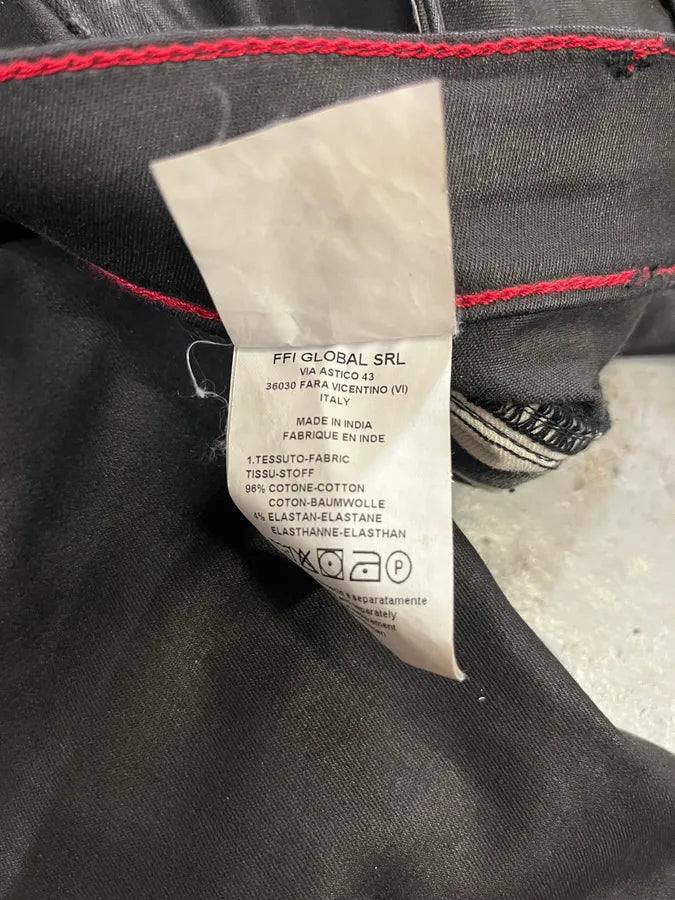 FFI GLOBAL SRL
VIA ASTICO 43
36030 FARA VICENTINO (VI)
ITALY
MADE IN INDIA
FABRIQUE EN INDE
1.TESSUTO-FABRIC
TISSU-STOFF
96% COTONE-COTTON
COTON-BAUMWOLLE
4% ELASTAN-ELASTANE
ELASTHANNE-ELASTHAN
P
separatamente